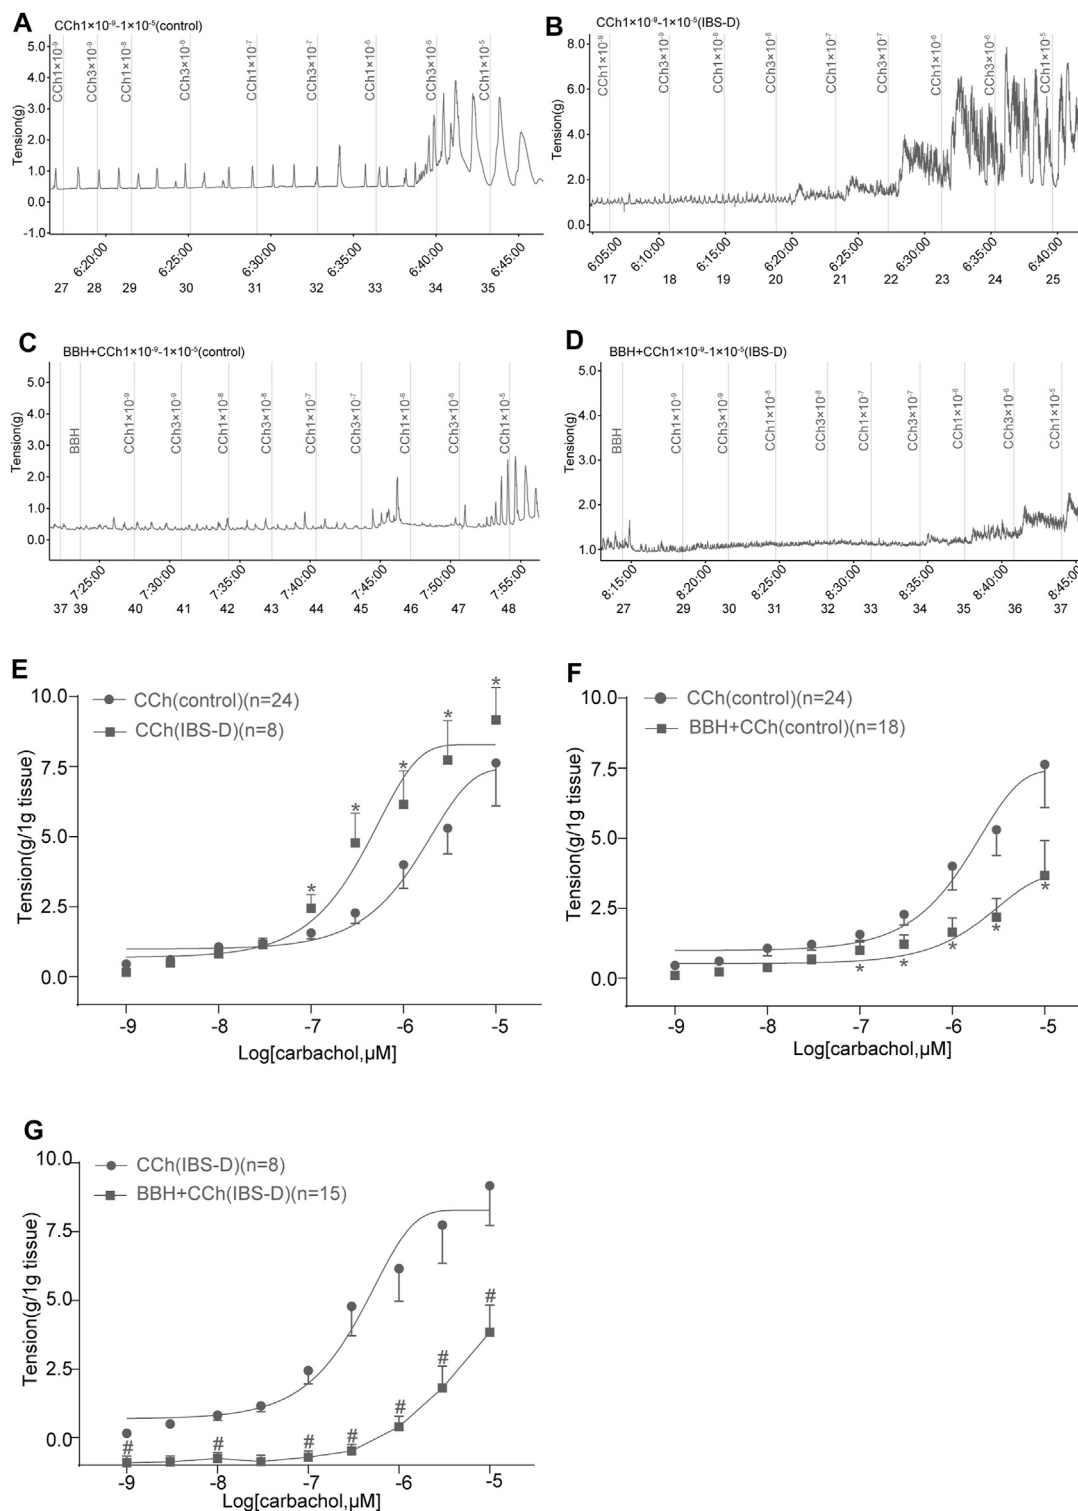 A
CCh1×10⁻⁹-1×10⁻⁵(control)
5.0
4.0
3.0
2.0
1.0
0.0
-1.0
Tension(g)
CCh1×10⁻⁹
CCh3×10⁻⁹
CCh1×10⁻⁸
CCh3×10⁻⁸
CCh1×10⁻⁷
CCh3×10⁻⁷
CCh1×10⁻⁶
CCh3×10⁻⁶
CCh1×10⁻⁵
6:20:00 6:25:00 6:30:00 6:35:00 6:40:00 6:45:00
27 28 29 30 31 32 33 34 35
B
CCh1×10⁻⁹-1×10⁻⁵(IBS-D)
8.0
6.0
4.0
2.0
0.0
Tension(g)
CCh1×10⁻⁹
CCh3×10⁻⁹
CCh1×10⁻⁸
CCh3×10⁻⁸
CCh1×10⁻⁷
CCh3×10⁻⁷
CCh1×10⁻⁶
CCh3×10⁻⁶
CCh1×10⁻⁵
6:05:00 6:10:00 6:15:00 6:20:00 6:25:00 6:30:00 6:35:00 6:40:00
17 18 19 20 21 22 23 24 25
C
BBH+CCh1×10⁻⁹-1×10⁻⁵(control)
5.0
4.0
3.0
2.0
1.0
0.0
Tension(g)
BBH
CCh1×10⁻⁹
CCh3×10⁻⁹
CCh1×10⁻⁸
CCh3×10⁻⁸
CCh1×10⁻⁷
CCh3×10⁻⁷
CCh1×10⁻⁶
CCh3×10⁻⁶
CCh1×10⁻⁵
7:25:00 7:30:00 7:35:00 7:40:00 7:45:00 7:50:00 7:55:00
37 39 40 41 42 43 44 45 46 47 48
D
BBH+CCh1×10⁻⁹-1×10⁻⁵(IBS-D)
5.0
4.0
3.0
2.0
1.0
Tension(g)
BBH
CCh1×10⁻⁹
CCh3×10⁻⁹
CCh1×10⁻⁸
CCh3×10⁻⁸
CCh1×10⁻⁷
CCh3×10⁻⁷
CCh1×10⁻⁶
CCh3×10⁻⁶
CCh1×10⁻⁵
8:15:00 8:20:00 8:25:00 8:30:00 8:35:00 8:40:00 8:45:00
27 29 30 31 32 33 34 35 36 37
E
CCh(control)(n=24)
CCh(IBS-D)(n=8)
10.0
7.5
5.0
2.5
0.0
Tension(g/1g tissue)
* * * * * *
-9 -8 -7 -6 -5
Log[carbachol,µM]
F
CCh(control)(n=24)
BBH+CCh(control)(n=18)
10.0
7.5
5.0
2.5
0.0
Tension(g/1g tissue)
* * * * *
-9 -8 -7 -6 -5
Log[carbachol,µM]
G
CCh(IBS-D)(n=8)
BBH+CCh(IBS-D)(n=15)
10.0
7.5
5.0
2.5
0.0
Tension(g/1g tissue)
# # # # # # #
-9 -8 -7 -6 -5
Log[carbachol,µM]